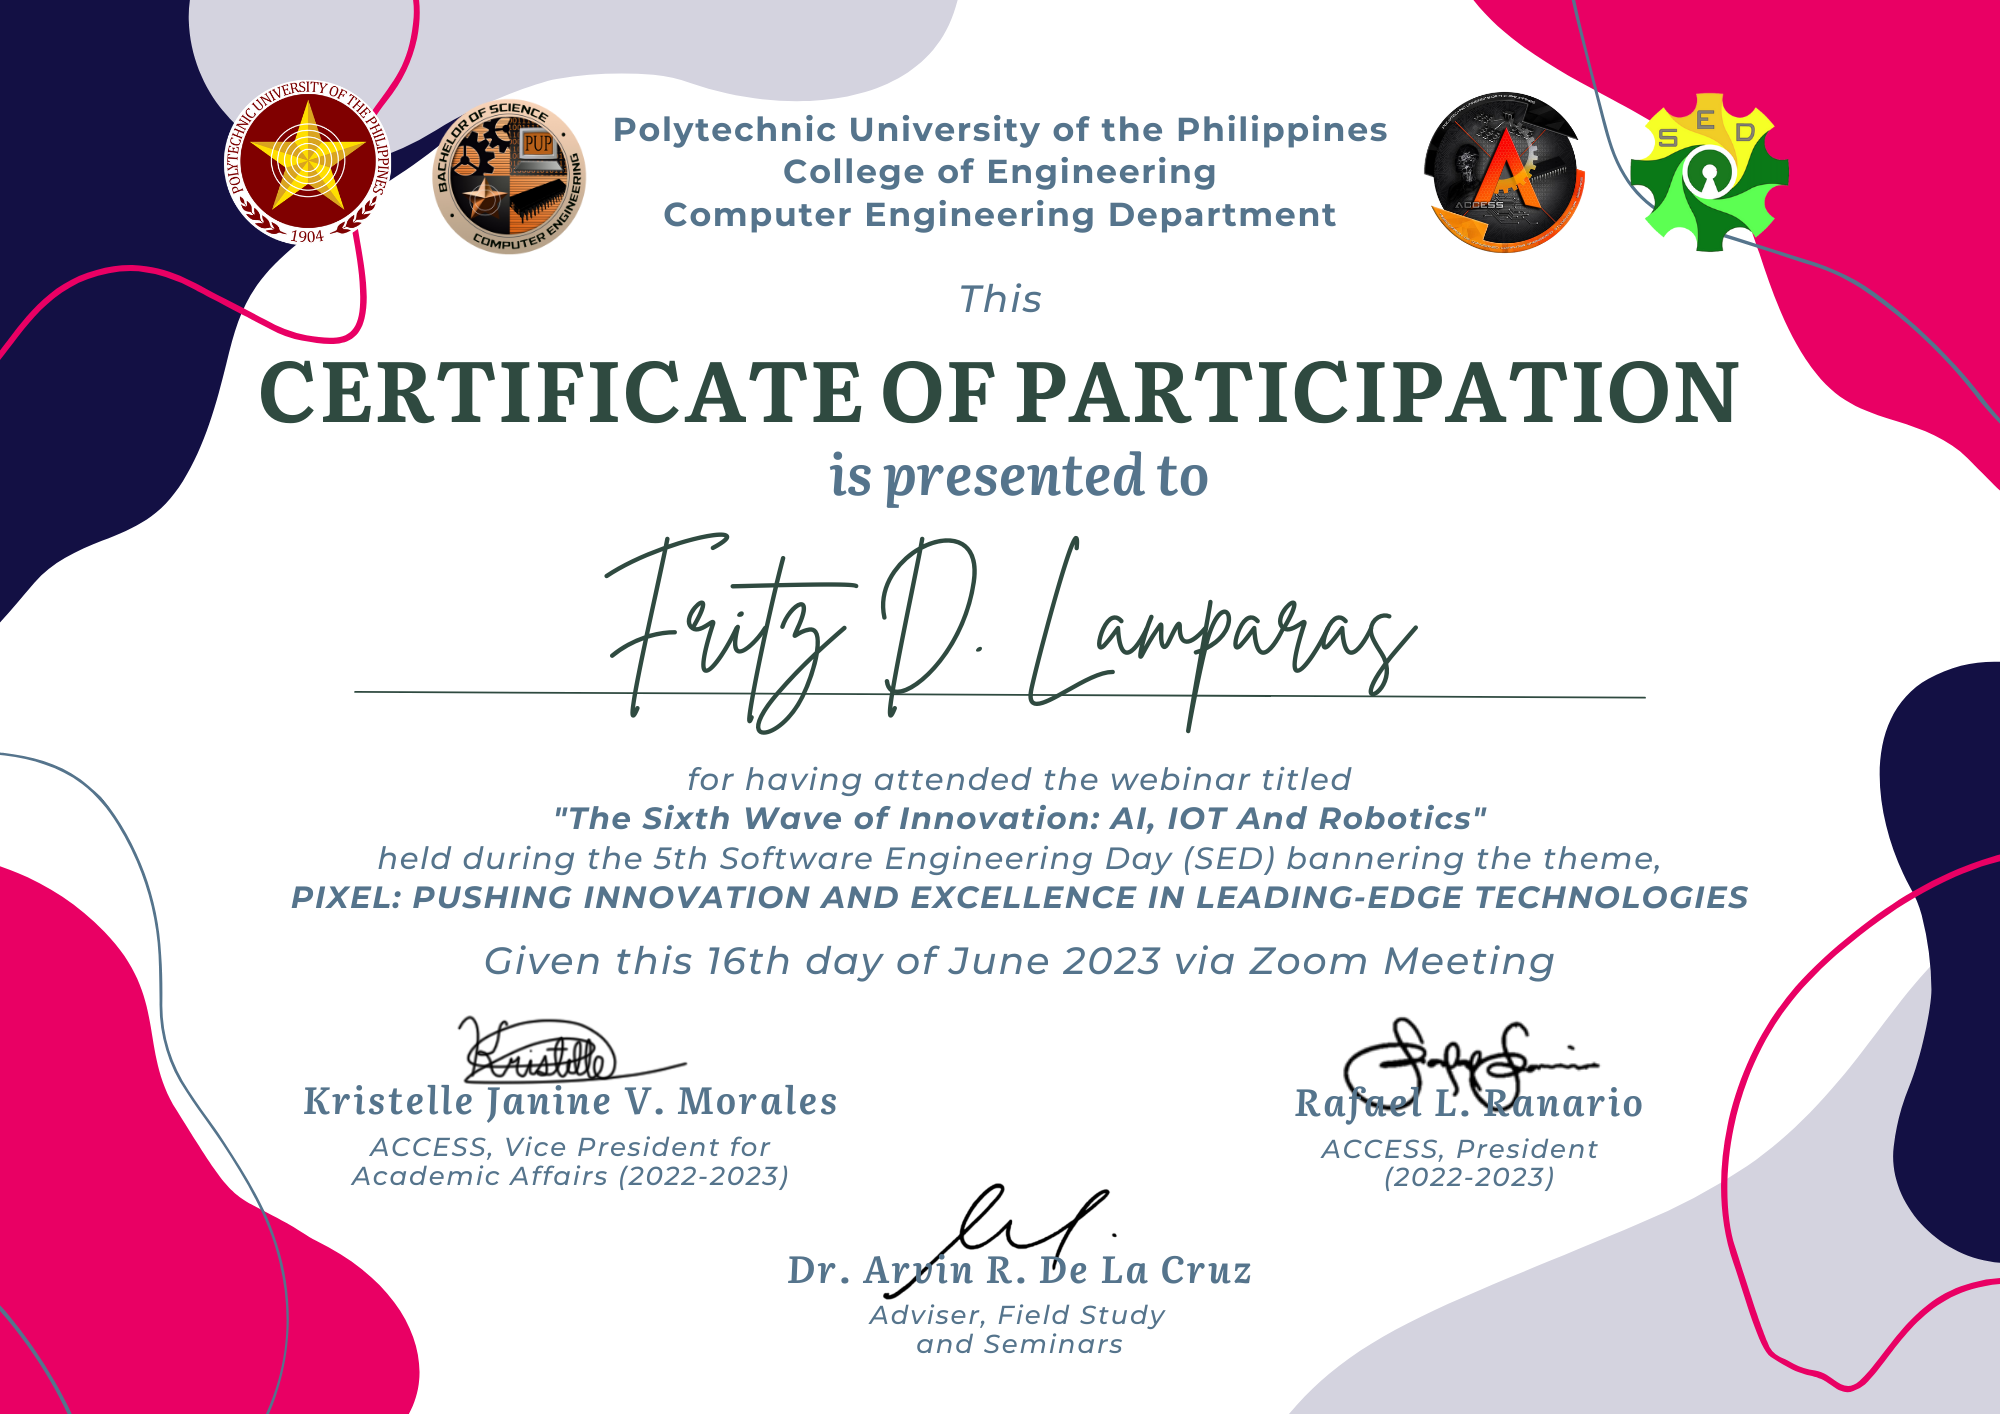 POLYTECHNIC UNIVERSITY OF THE PHILIPPINES
1904
BACHELOR OF SCIENCE
PUP
COMPUTER ENGINEERING
Polytechnic University of the Philippines
College of Engineering
Computer Engineering Department
ACCESS
SED
This
CERTIFICATE OF PARTICIPATION
is presented to
Fritz D. Lamparas
for having attended the webinar titled
"The Sixth Wave of Innovation: AI, IOT And Robotics"
held during the 5th Software Engineering Day (SED) bannering the theme,
PIXEL: PUSHING INNOVATION AND EXCELLENCE IN LEADING-EDGE TECHNOLOGIES
Given this 16th day of June 2023 via Zoom Meeting
Kristelle
Kristelle Janine V. Morales
ACCESS, Vice President for
Academic Affairs (2022-2023)
Rafael L. Ranario
ACCESS, President
(2022-2023)
Dr. Arvin R. De La Cruz
Adviser, Field Study
and Seminars